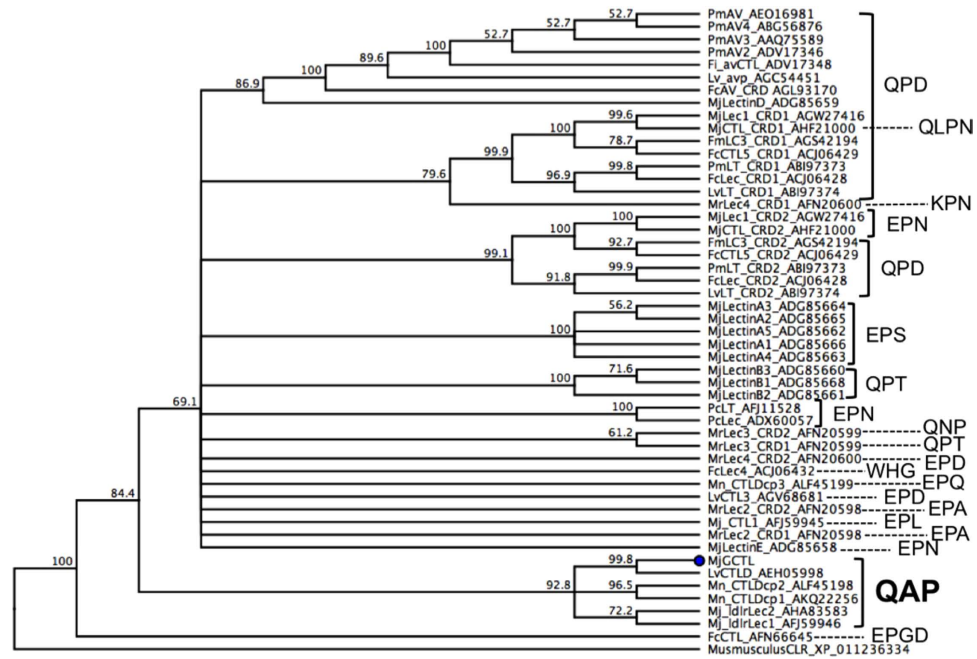 52.7 PmAV_AEO16981
52.7 PmAV4_ABG56876
52.7 PmAV3_AAQ75589
100 PmAV2_ADV17346
89.6 Fi_avCTL_ADV17348
100 Lv_avp_AGC54451
86.9 FcAV_CRD_AGL93170
QPD
MjLectinD_ADG85659
99.6 MjLec1_CRD1_AGW27416
100 MjCTL_CRD1_AHF21000 QLPN
78.7 FmLC3_CRD1_AGS42194
99.9 FcCTL5_CRD1_ACJ06429
99.8 PmLT_CRD1_ABI97373
79.6 96.9 FcLec_CRD1_ACJ06428
LvLT_CRD1_ABI97374
MrLec4_CRD1_AFN20600 KPN
100 MjLec1_CRD2_AGW27416
100 MjCTL_CRD2_AHF21000
EPN
92.7 FmLC3_CRD2_AGS42194
99.1 FcCTL5_CRD2_ACJ06429
99.9 PmLT_CRD2_ABI97373
QPD
91.8 FcLec_CRD2_ACJ06428
LvLT_CRD2_ABI97374
56.2 MjLectinA3_ADG85664
MjLectinA2_ADG85665
100 MjLectinA5_ADG85662
EPS
MjLectinA1_ADG85666
MjLectinA4_ADG85663
71.6 MjLectinB3_ADG85660
100 MjLectinB1_ADG85668
QPT
MjLectinB2_ADG85661
69.1 100 PcLT_AFJ11528
EPN
PcLec_ADX60057
61.2 MrLec3_CRD2_AFN20599 QNP
MrLec3_CRD1_AFN20599 QPT
MrLec4_CRD2_AFN20600 EPD
FcLec4_ACJ06432 WHG
Mn_CTLDcp3_ALF45199 EPQ
84.4 LvCTL3_AGV68681 EPD
MrLec2_CRD2_AFN20598 EPA
Mj_CTL1_AFJ59945 EPL
MrLec2_CRD1_AFN20598 EPA
MjLectinE_ADG85658 EPN
100 99.8 MjGCTL
LvCTLD_AEH05998
92.8 96.5 Mn_CTLDcp2_ALF45198
QAP
Mn_CTLDcp1_AKQ22256
72.2 Mj_ldlrLec2_AHA83583
Mj_ldlrLec1_AFJ59946
FcCTL_AFN66645 EPGD
MusmusculusCLR_XP_011236334